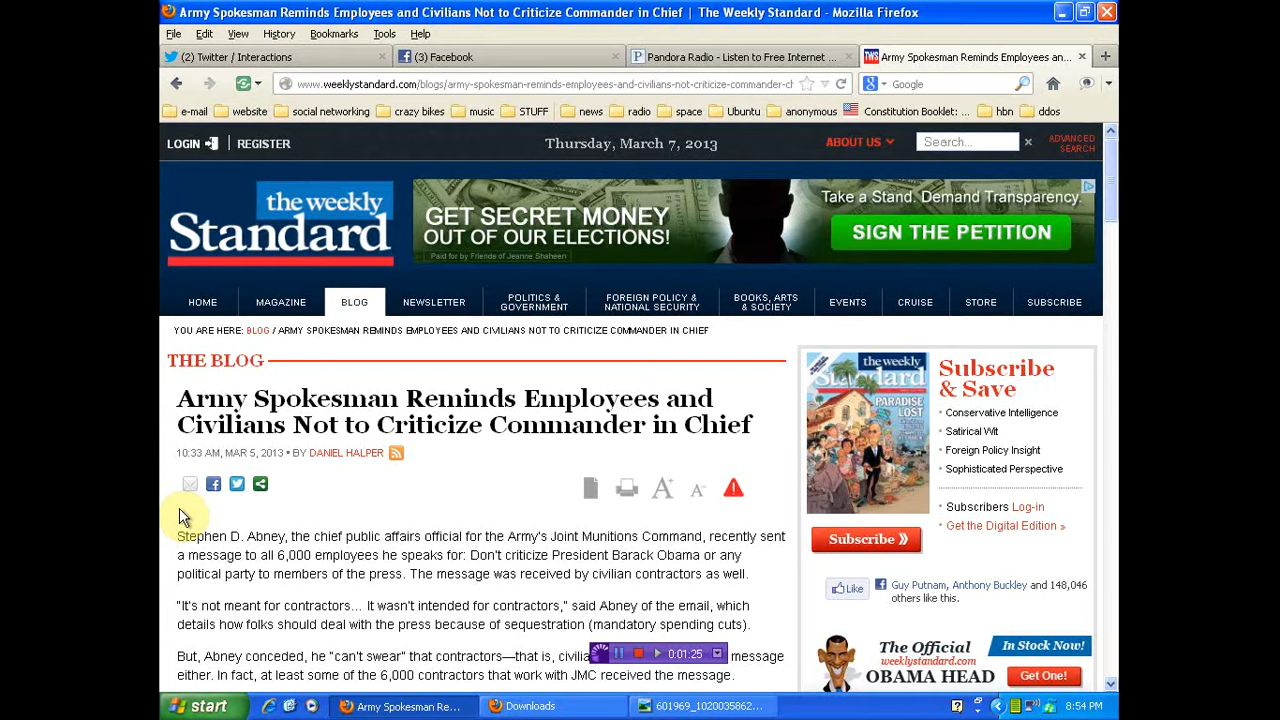 Army Spokesman Reminds Employees and Civilians Not to Criticize Commander in Chief | The Weekly Standard - Mozilla Firefox
File Edit View History Bookmarks Tools Help
(2) Twitter / Interactions
(3) Facebook
Pandora Radio - Listen to Free Internet ...
Army Spokesman Reminds Employees an...
www.weeklystandard.com/blogs/army-spokesman-reminds-employees-and-civilians-not-criticize-commander-ch
Google
e-mail website social networking crazy bikes music STUFF news radio space Ubuntu anonymous Constitution Booklet: ... hbn ddos
LOGIN REGISTER
Thursday, March 7, 2013
ABOUT US
Search...
ADVANCED
SEARCH
the weekly
Standard
GET SECRET MONEY
OUT OF OUR ELECTIONS!
Paid for by Friends of Jeanne Shaheen
Take a Stand. Demand Transparency.
SIGN THE PETITION
HOME
MAGAZINE
BLOG
NEWSLETTER
POLITICS &
GOVERNMENT
FOREIGN POLICY &
NATIONAL SECURITY
BOOKS, ARTS
& SOCIETY
EVENTS
CRUISE
STORE
SUBSCRIBE
YOU ARE HERE: BLOG / ARMY SPOKESMAN REMINDS EMPLOYEES AND CIVILIANS NOT TO CRITICIZE COMMANDER IN CHIEF
THE BLOG
Army Spokesman Reminds Employees and
Civilians Not to Criticize Commander in Chief
10:33 AM, MAR 5, 2013 • BY DANIEL HALPER
A+ A-
Stephen D. Abney, the chief public affairs official for the Army's Joint Munitions Command, recently sent
a message to all 6,000 employees he speaks for: Don't criticize President Barack Obama or any
political party to members of the press. The message was received by civilian contractors as well.
"It's not meant for contractors... It wasn't intended for contractors," said Abney of the email, which
details how folks should deal with the press because of sequestration (mandatory spending cuts).
But, Abney conceded, he "can't swear" that contractors—that is, civilia message
either. In fact, at least some of the 6,000 contractors that work with JMC received the message.
0:01:25
the weekly
Standard
PARADISE
LOST
Subscribe
& Save
• Conservative Intelligence
• Satirical Wit
• Foreign Policy Insight
• Sophisticated Perspective
• Subscribers Log-in
• Get the Digital Edition »
Subscribe »
Like
Guy Putnam, Anthony Buckley and 148,046
others like this.
The Official
weeklystandard.com
OBAMA HEAD
In Stock Now!
Get One!
start
Army Spokesman Re...
Downloads
601969_1020035862...
8:54 PM